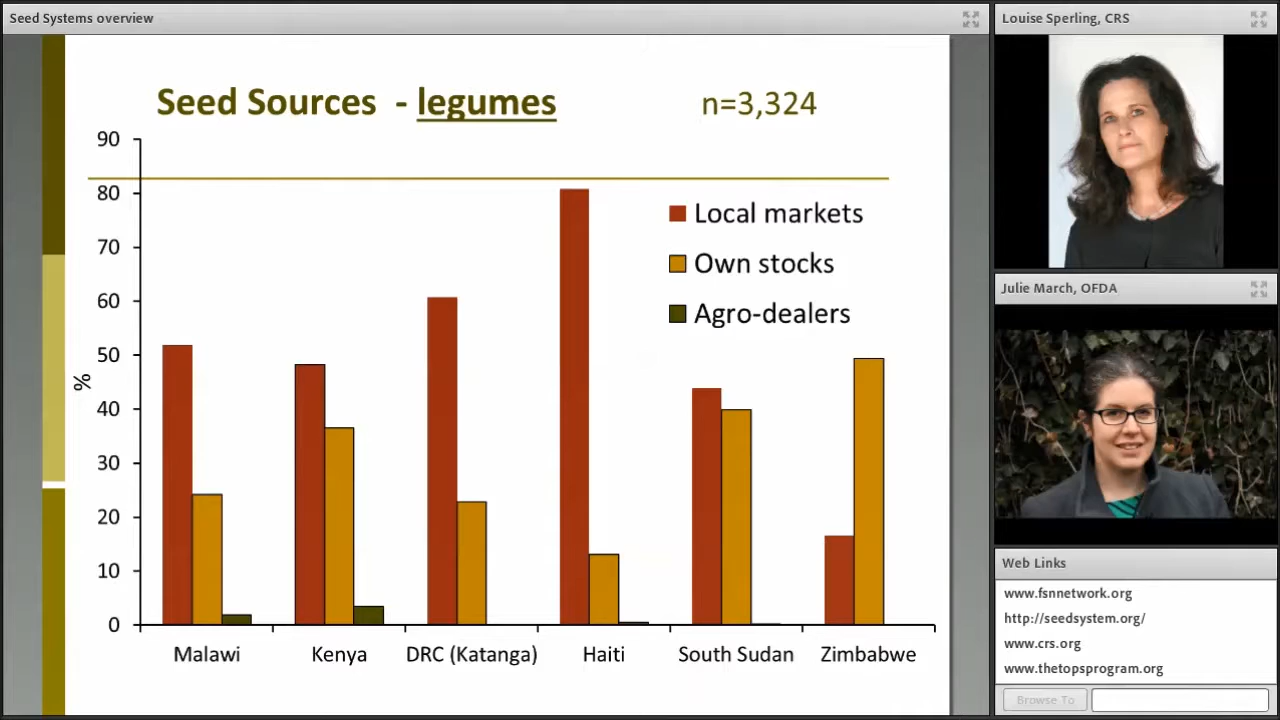 Seed Systems overview
Seed Sources - legumes n=3,324
90
80
70
60
50
40
30
20
10
0
%
Local markets
Own stocks
Agro-dealers
Malawi Kenya DRC (Katanga) Haiti South Sudan Zimbabwe
Louise Sperling, CRS
Julie March, OFDA
Web Links
www.fsnnetwork.org
http://seedsystem.org/
www.crs.org
www.thetopsprogram.org
Browse To